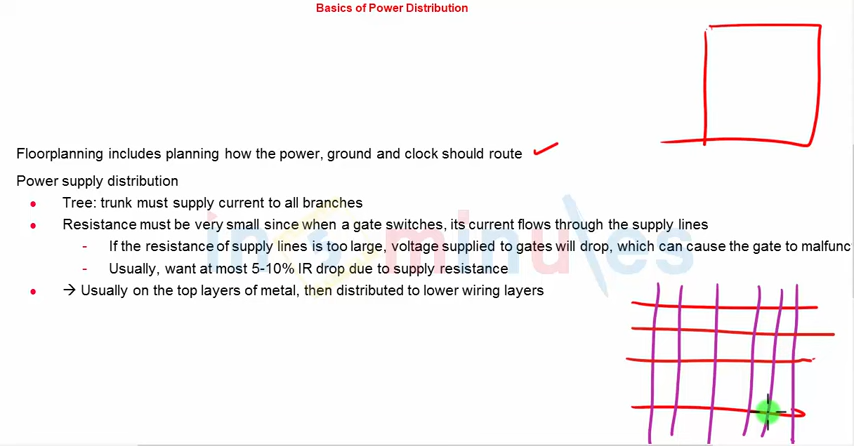 Basics of Power Distribution
Floorplanning includes planning how the power, ground and clock should route
Power supply distribution
• Tree: trunk must supply current to all branches
• Resistance must be very small since when a gate switches, its current flows through the supply lines
- If the resistance of supply lines is too large, voltage supplied to gates will drop, which can cause the gate to malfunc
- Usually, want at most 5-10% IR drop due to supply resistance
• → Usually on the top layers of metal, then distributed to lower wiring layers
in 5 minutes